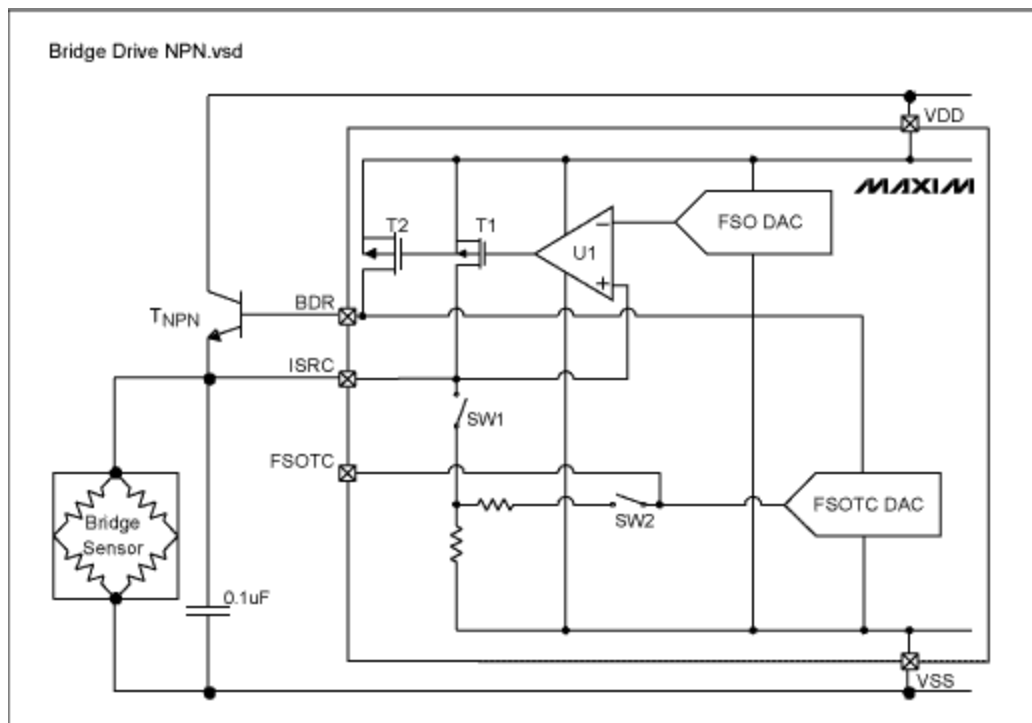 Bridge Drive NPN.vsd
VDD
MAXIM
T2
T1
FSO DAC
U1
−
+
BDR
TNPN
ISRC
SW1
FSOTC
SW2
FSOTC DAC
Bridge
Sensor
0.1uF
VSS